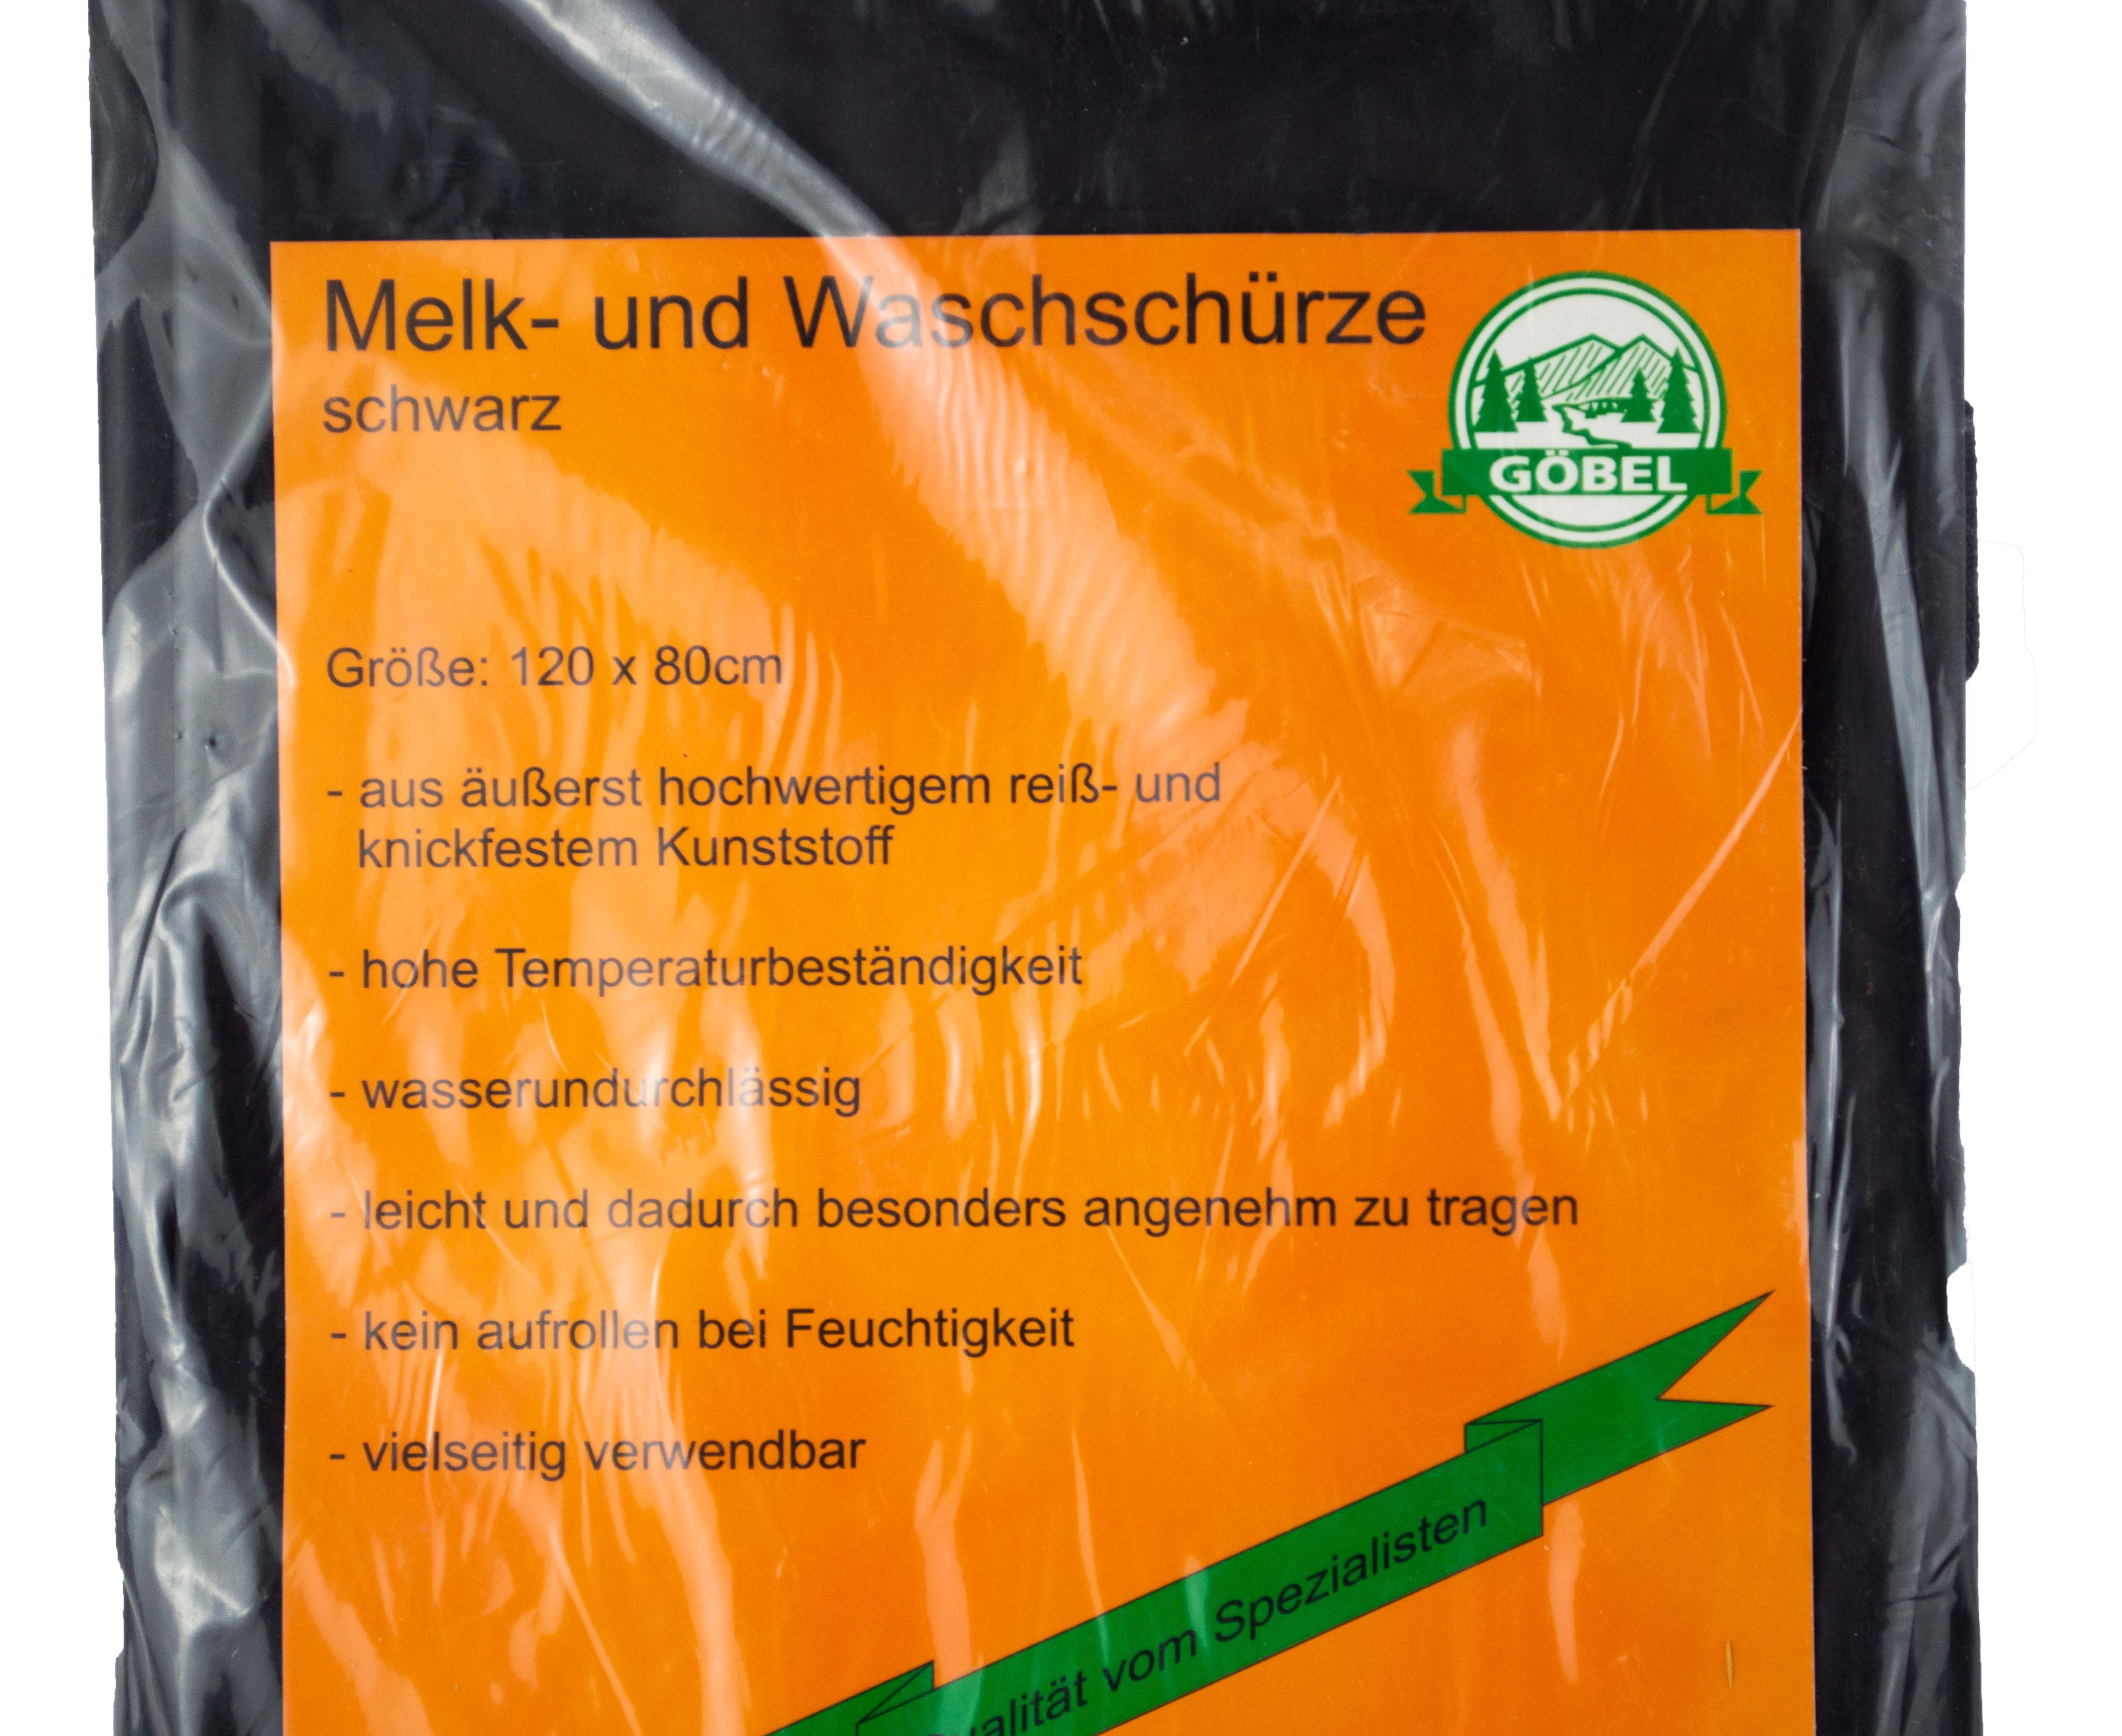 Melk- und Waschschürze
schwarz
GÖBEL
Größe: 120 x 80cm
- aus äußerst hochwertigem reiß- und
knickfestem Kunststoff
- hohe Temperaturbeständigkeit
- wasserundurchlässig
- leicht und dadurch besonders angenehm zu tragen
- kein aufrollen bei Feuchtigkeit
- vielseitig verwendbar
Qualität vom Spezialisten